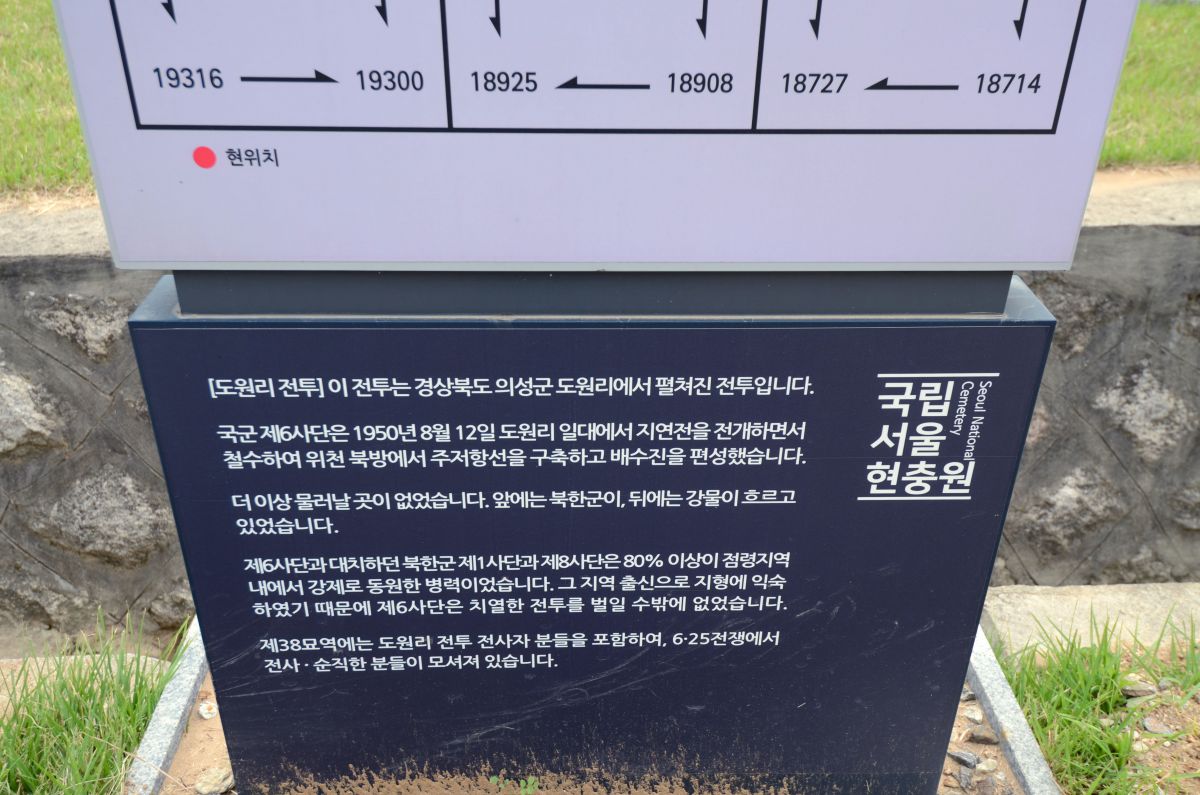 19316 19300 18925 18908 18727 18714
현위치
[도원리 전투] 이 전투는 경상북도 의성군 도원리에서 펼쳐진 전투입니다.
국군 제6사단은 1950년 8월 12일 도원리 일대에서 지연전을 전개하면서
철수하여 위천 북방에서 주저항선을 구축하고 배수진을 편성했습니다.
더 이상 물러날 곳이 없었습니다. 앞에는 북한군이, 뒤에는 강물이 흐르고
있었습니다.
제6사단과 대치하던 북한군 제1사단과 제8사단은 80% 이상이 점령지역
내에서 강제로 동원한 병력이었습니다. 그 지역 출신으로 지형에 익숙
하였기 때문에 제6사단은 치열한 전투를 벌일 수밖에 없었습니다.
제38묘역에는 도원리 전투 전사자 분들을 포함하여, 6·25전쟁에서
전사·순직한 분들이 모셔져 있습니다.
국립
서울
현충원
Seoul National
Cemetery